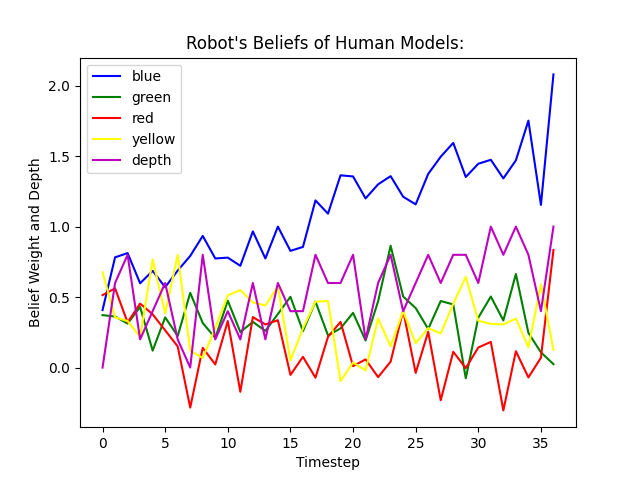 Robot's Beliefs of Human Models:
blue
green
red
yellow
depth
Belief Weight and Depth
2.0
1.5
1.0
0.5
0.0
0 5 10 15 20 25 30 35
Timestep